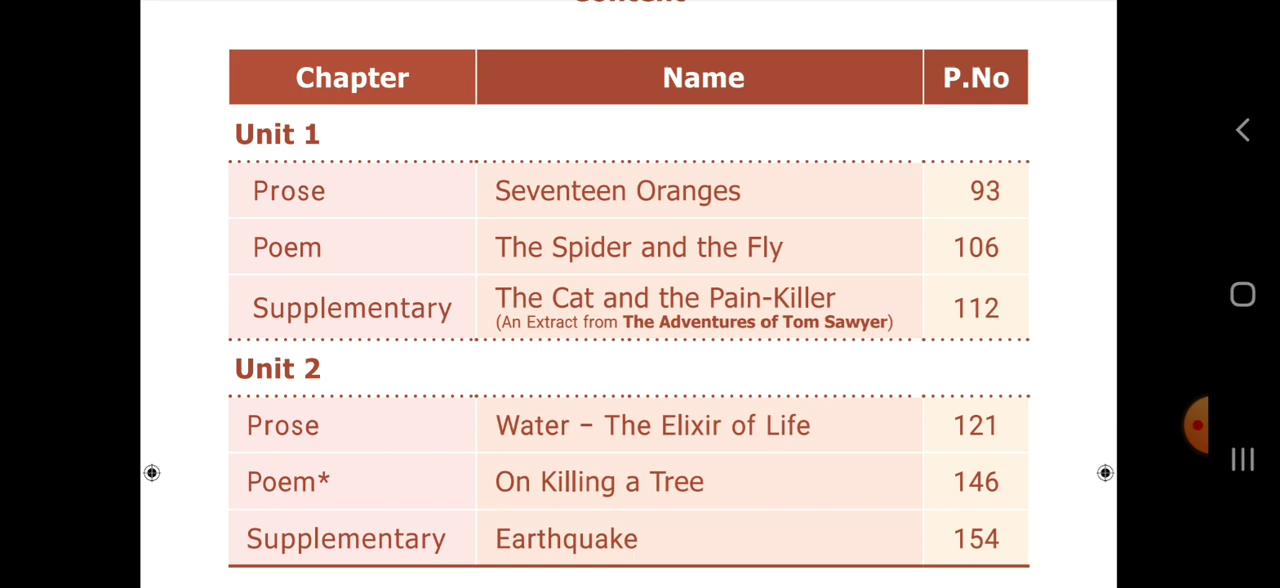 Content
Chapter Name P.No
Unit 1
Prose Seventeen Oranges 93
Poem The Spider and the Fly 106
Supplementary The Cat and the Pain-Killer 112
(An Extract from The Adventures of Tom Sawyer)
Unit 2
Prose Water – The Elixir of Life 121
Poem* On Killing a Tree 146
Supplementary Earthquake 154